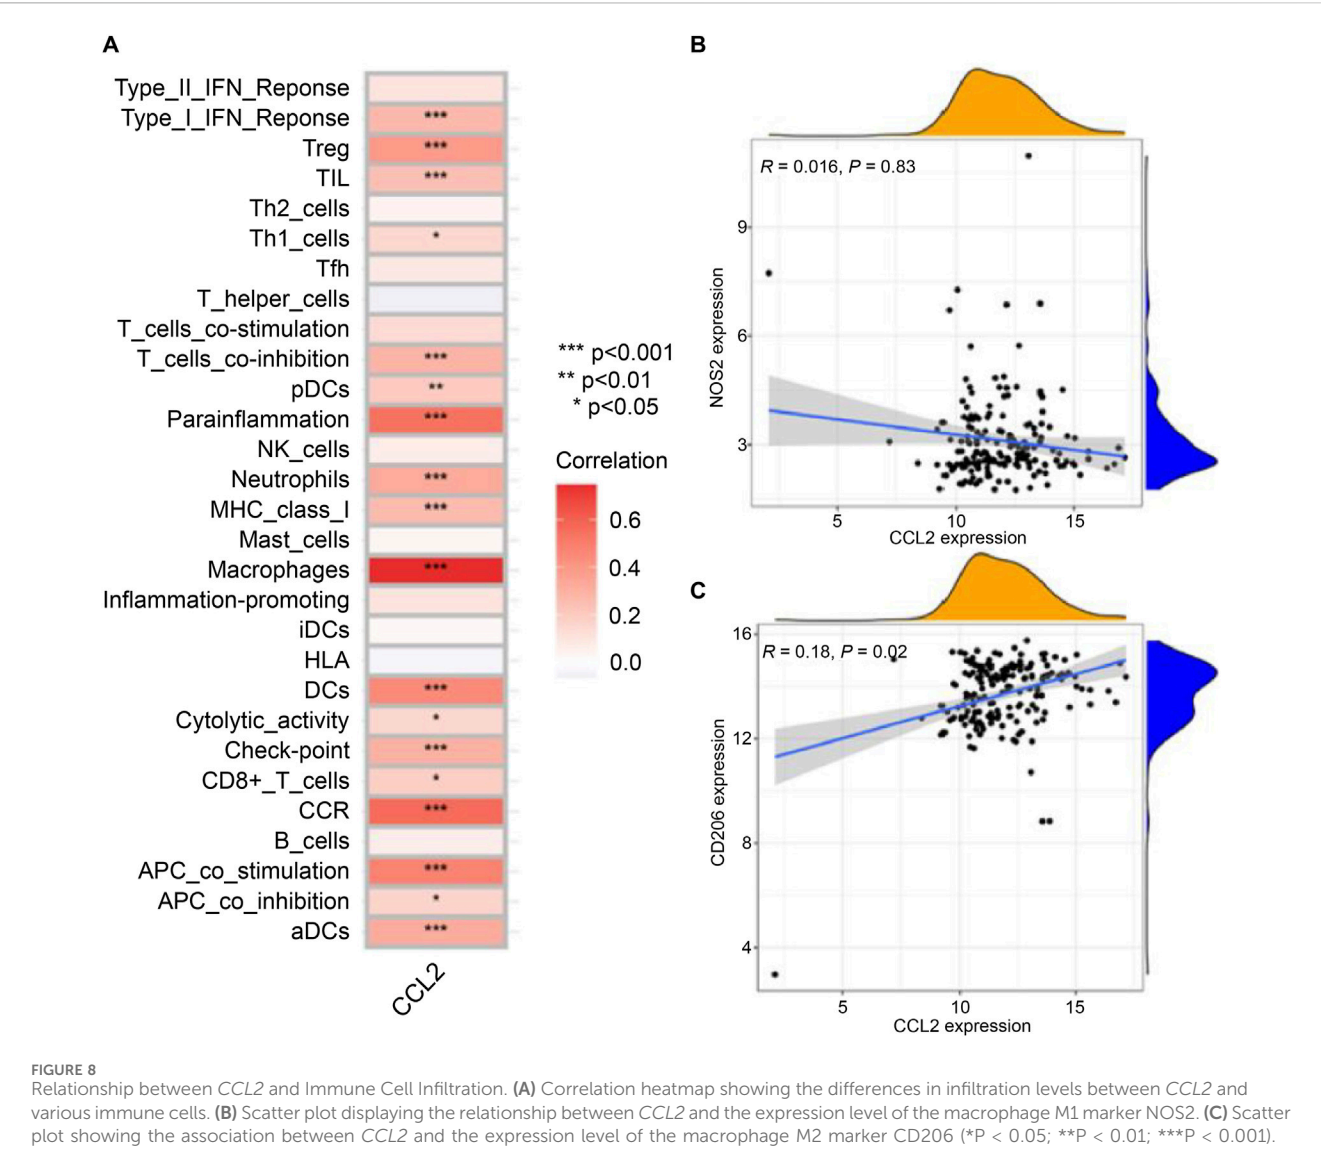 A
Type_II_IFN_Reponse
Type_I_IFN_Reponse ***
Treg ***
TIL ***
Th2_cells
Th1_cells *
Tfh
T_helper_cells
T_cells_co-stimulation
T_cells_co-inhibition ***
pDCs **
Parainflammation ***
NK_cells
Neutrophils ***
MHC_class_I ***
Mast_cells
Macrophages ***
Inflammation-promoting
iDCs
HLA
DCs ***
Cytolytic_activity *
Check-point ***
CD8+_T_cells *
CCR ***
B_cells
APC_co_stimulation ***
APC_co_inhibition *
aDCs ***
CCL2
*** p<0.001
** p<0.01
* p<0.05
Correlation
0.6
0.4
0.2
0.0
B
R = 0.016, P = 0.83
NOS2 expression
9
6
3
5 10 15
CCL2 expression
C
R = 0.18, P = 0.02
CD206 expression
16
12
8
4
5 10 15
CCL2 expression
FIGURE 8
Relationship between CCL2 and Immune Cell Infiltration. (A) Correlation heatmap showing the differences in infiltration levels between CCL2 and
various immune cells. (B) Scatter plot displaying the relationship between CCL2 and the expression level of the macrophage M1 marker NOS2. (C) Scatter
plot showing the association between CCL2 and the expression level of the macrophage M2 marker CD206 (*P < 0.05; **P < 0.01; ***P < 0.001).